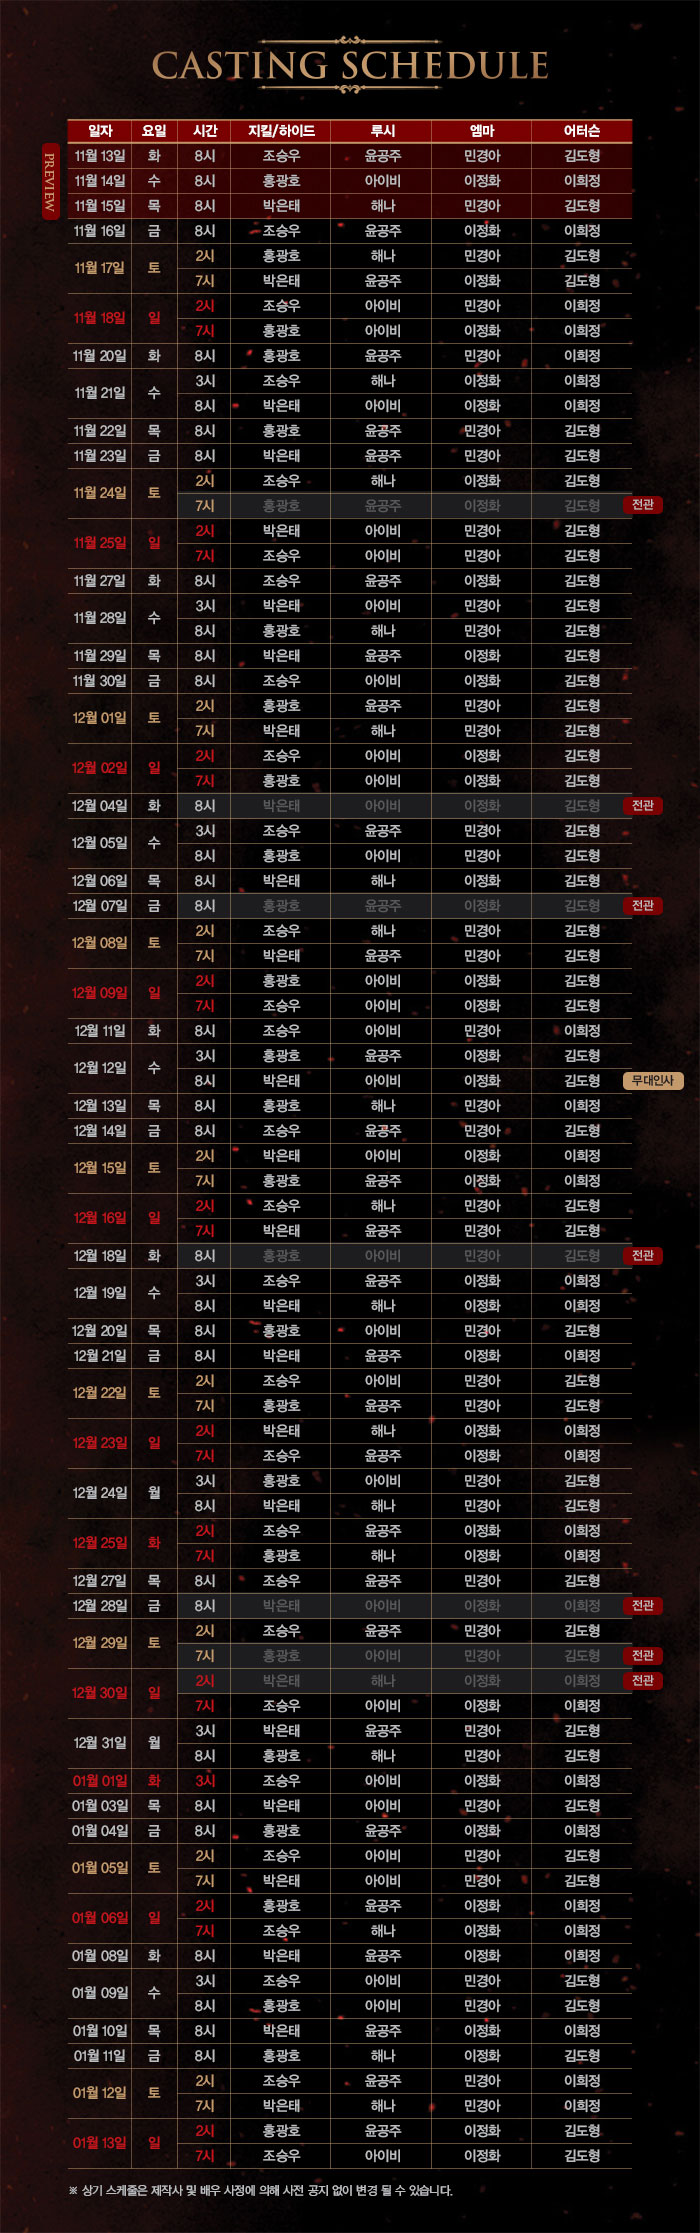 CASTING SCHEDULE
일자 요일 시간 지킬/하이드 루시 엠마 어터슨
PREVIEW
11월 13일 화 8시 조승우 윤공주 민경아 김도형
11월 14일 수 8시 홍광호 아이비 이정화 이희정
11월 15일 목 8시 박은태 해나 민경아 김도형
11월 16일 금 8시 조승우 윤공주 이정화 이희정
11월 17일 토 2시 홍광호 해나 민경아 김도형
7시 박은태 윤공주 이정화 김도형
11월 18일 일 2시 조승우 아이비 민경아 이희정
7시 홍광호 아이비 민경아 이희정
11월 20일 화 8시 홍광호 윤공주 민경아 이희정
11월 21일 수 3시 조승우 해나 이정화 이희정
8시 박은태 아이비 이정화 이희정
11월 22일 목 8시 홍광호 윤공주 민경아 김도형
11월 23일 금 8시 박은태 윤공주 민경아 김도형
11월 24일 토 2시 조승우 해나 이정화 김도형
7시 홍광호 윤공주 이정화 김도형 전관
11월 25일 일 2시 박은태 아이비 민경아 김도형
7시 조승우 아이비 민경아 김도형
11월 27일 화 8시 조승우 윤공주 이정화 김도형
11월 28일 수 3시 박은태 아이비 민경아 김도형
8시 홍광호 해나 민경아 김도형
11월 29일 목 8시 박은태 윤공주 이정화 김도형
11월 30일 금 8시 조승우 아이비 이정화 김도형
12월 01일 토 2시 홍광호 윤공주 민경아 김도형
7시 박은태 해나 민경아 김도형
12월 02일 일 2시 조승우 아이비 이정화 김도형
7시 홍광호 아이비 이정화 김도형
12월 04일 화 8시 박은태 아이비 이정화 김도형 전관
12월 05일 수 3시 조승우 윤공주 민경아 김도형
8시 홍광호 아이비 민경아 김도형
12월 06일 목 8시 박은태 해나 민경아 김도형
12월 07일 금 8시 홍광호 윤공주 이정화 김도형 전관
12월 08일 토 2시 조승우 해나 민경아 김도형
7시 박은태 윤공주 민경아 김도형
12월 09일 일 2시 홍광호 아이비 이정화 김도형
7시 조승우 아이비 이정화 김도형
12월 11일 화 8시 조승우 아이비 민경아 이희정
12월 12일 수 3시 홍광호 윤공주 이정화 김도형
8시 박은태 아이비 이정화 김도형 무대인사
12월 13일 목 8시 홍광호 해나 민경아 이희정
12월 14일 금 8시 조승우 윤공주 민경아 김도형
12월 15일 토 2시 박은태 아이비 이정화 이희정
7시 홍광호 윤공주 이정화 이희정
12월 16일 일 2시 조승우 해나 민경아 김도형
7시 박은태 윤공주 민경아 김도형
12월 18일 화 8시 홍광호 아이비 민경아 김도형 전관
12월 19일 수 3시 조승우 윤공주 이정화 이희정
8시 박은태 해나 이정화 이희정
12월 20일 목 8시 홍광호 아이비 민경아 김도형
12월 21일 금 8시 박은태 윤공주 이정화 이희정
12월 22일 토 2시 조승우 아이비 민경아 김도형
7시 홍광호 윤공주 민경아 김도형
12월 23일 일 2시 박은태 해나 이정화 이희정
7시 조승우 윤공주 이정화 이희정
12월 24일 월 3시 홍광호 아이비 민경아 김도형
8시 박은태 해나 민경아 김도형
12월 25일 화 2시 조승우 윤공주 이정화 이희정
7시 홍광호 해나 이정화 이희정
12월 27일 목 8시 조승우 윤공주 민경아 김도형
12월 28일 금 8시 박은태 아이비 이정화 이희정 전관
12월 29일 토 2시 조승우 윤공주 민경아 김도형
7시 홍광호 아이비 민경아 김도형 전관
12월 30일 일 2시 박은태 해나 이정화 이희정 전관
7시 조승우 아이비 이정화 이희정
12월 31일 월 3시 박은태 윤공주 민경아 김도형
8시 홍광호 해나 민경아 김도형
01월 01일 화 3시 조승우 아이비 이정화 이희정
01월 03일 목 8시 박은태 아이비 민경아 김도형
01월 04일 금 8시 홍광호 윤공주 이정화 이희정
01월 05일 토 2시 조승우 아이비 민경아 김도형
7시 박은태 아이비 민경아 김도형
01월 06일 일 2시 홍광호 윤공주 이정화 이희정
7시 조승우 해나 이정화 이희정
01월 08일 화 8시 박은태 윤공주 이정화 이희정
01월 09일 수 3시 조승우 아이비 민경아 김도형
8시 홍광호 아이비 민경아 김도형
01월 10일 목 8시 박은태 윤공주 이정화 이희정
01월 11일 금 8시 홍광호 해나 이정화 김도형
01월 12일 토 2시 조승우 윤공주 민경아 이희정
7시 박은태 해나 민경아 이희정
01월 13일 일 2시 홍광호 윤공주 이정화 김도형
7시 조승우 아이비 이정화 김도형
※ 상기 스케줄은 제작사 및 배우 사정에 의해 사전 공지 없이 변경 될 수 있습니다.